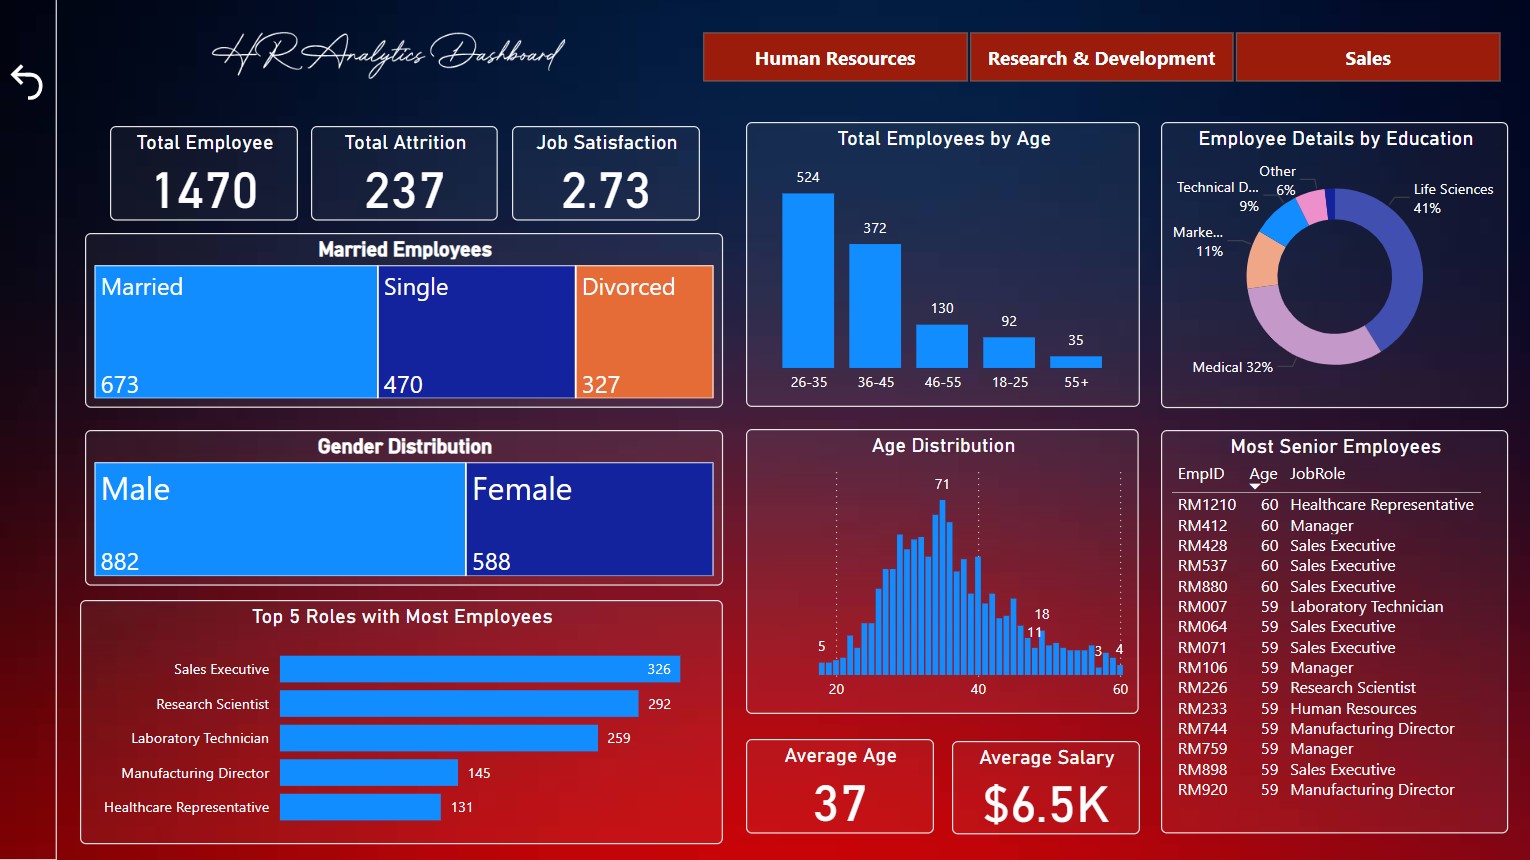 HR Analytics Dashboard
Human Resources
Research & Development
Sales
Total Employee
1470
Total Attrition
237
Job Satisfaction
2.73
Married Employees
Married
673
Single
470
Divorced
327
Gender Distribution
Male
882
Female
588
Top 5 Roles with Most Employees
Sales Executive 326
Research Scientist 292
Laboratory Technician 259
Manufacturing Director 145
Healthcare Representative 131
Total Employees by Age
524
372
130
92
35
26-35 36-45 46-55 18-25 55+
Employee Details by Education
Other
6%
Technical D...
9%
Marke...
11%
Life Sciences
41%
Medical 32%
Age Distribution
71
18
11
5
3 4
20 40 60
Average Age
37
Average Salary
$6.5K
Most Senior Employees
EmpID Age JobRole
RM1210 60 Healthcare Representative
RM412 60 Manager
RM428 60 Sales Executive
RM537 60 Sales Executive
RM880 60 Sales Executive
RM007 59 Laboratory Technician
RM064 59 Sales Executive
RM071 59 Sales Executive
RM106 59 Manager
RM226 59 Research Scientist
RM233 59 Human Resources
RM744 59 Manufacturing Director
RM759 59 Manager
RM898 59 Sales Executive
RM920 59 Manufacturing Director